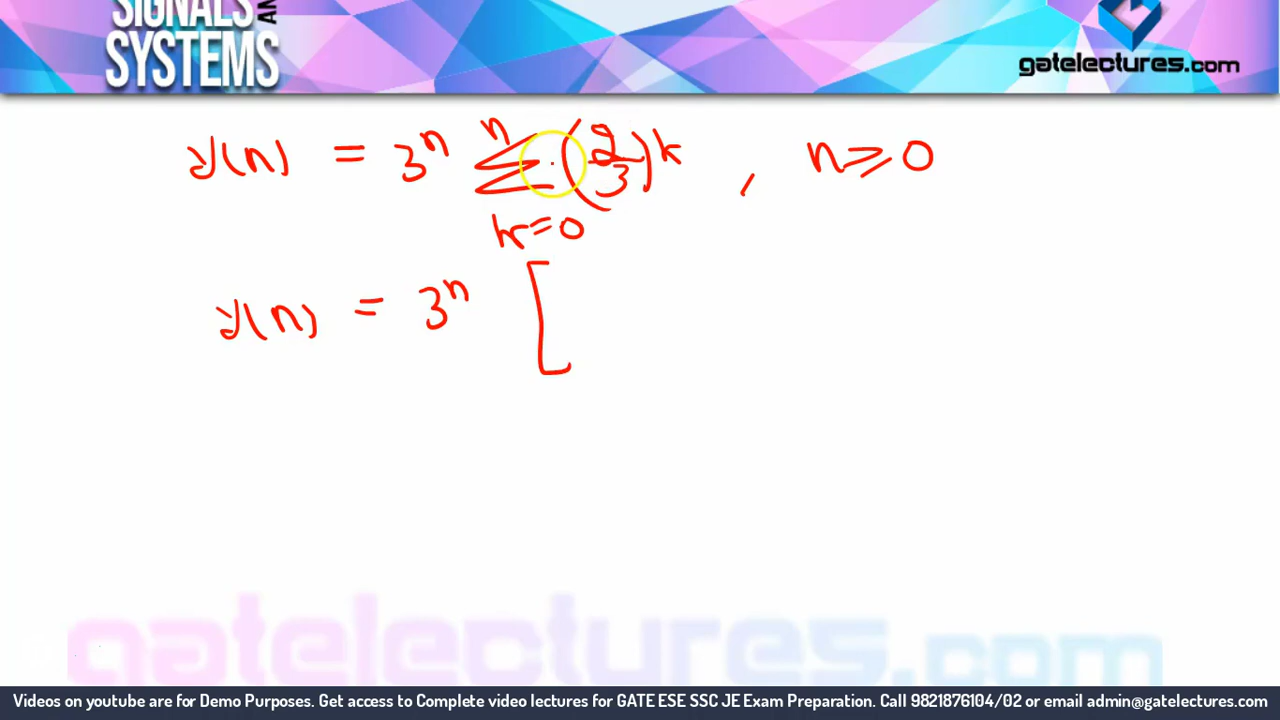 SIGNALS AND
SYSTEMS
gatelectures.com
y(n) = 3^n Σ_{k=0}^{n} (2/3)^k , n ≥ 0
y(n) = 3^n [
gatelectures.com
Videos on youtube are for Demo Purposes. Get access to Complete video lectures for GATE ESE SSC JE Exam Preparation. Call 9821876104/02 or email admin@gatelectures.com